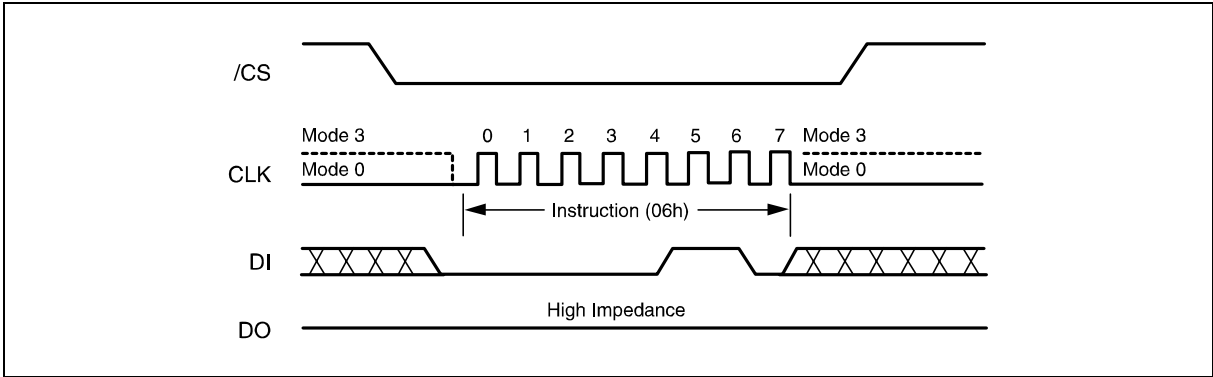 /CS
Mode 3 0 1 2 3 4 5 6 7 Mode 3
CLK Mode 0 Mode 0
Instruction (06h)
DI
High Impedance
DO